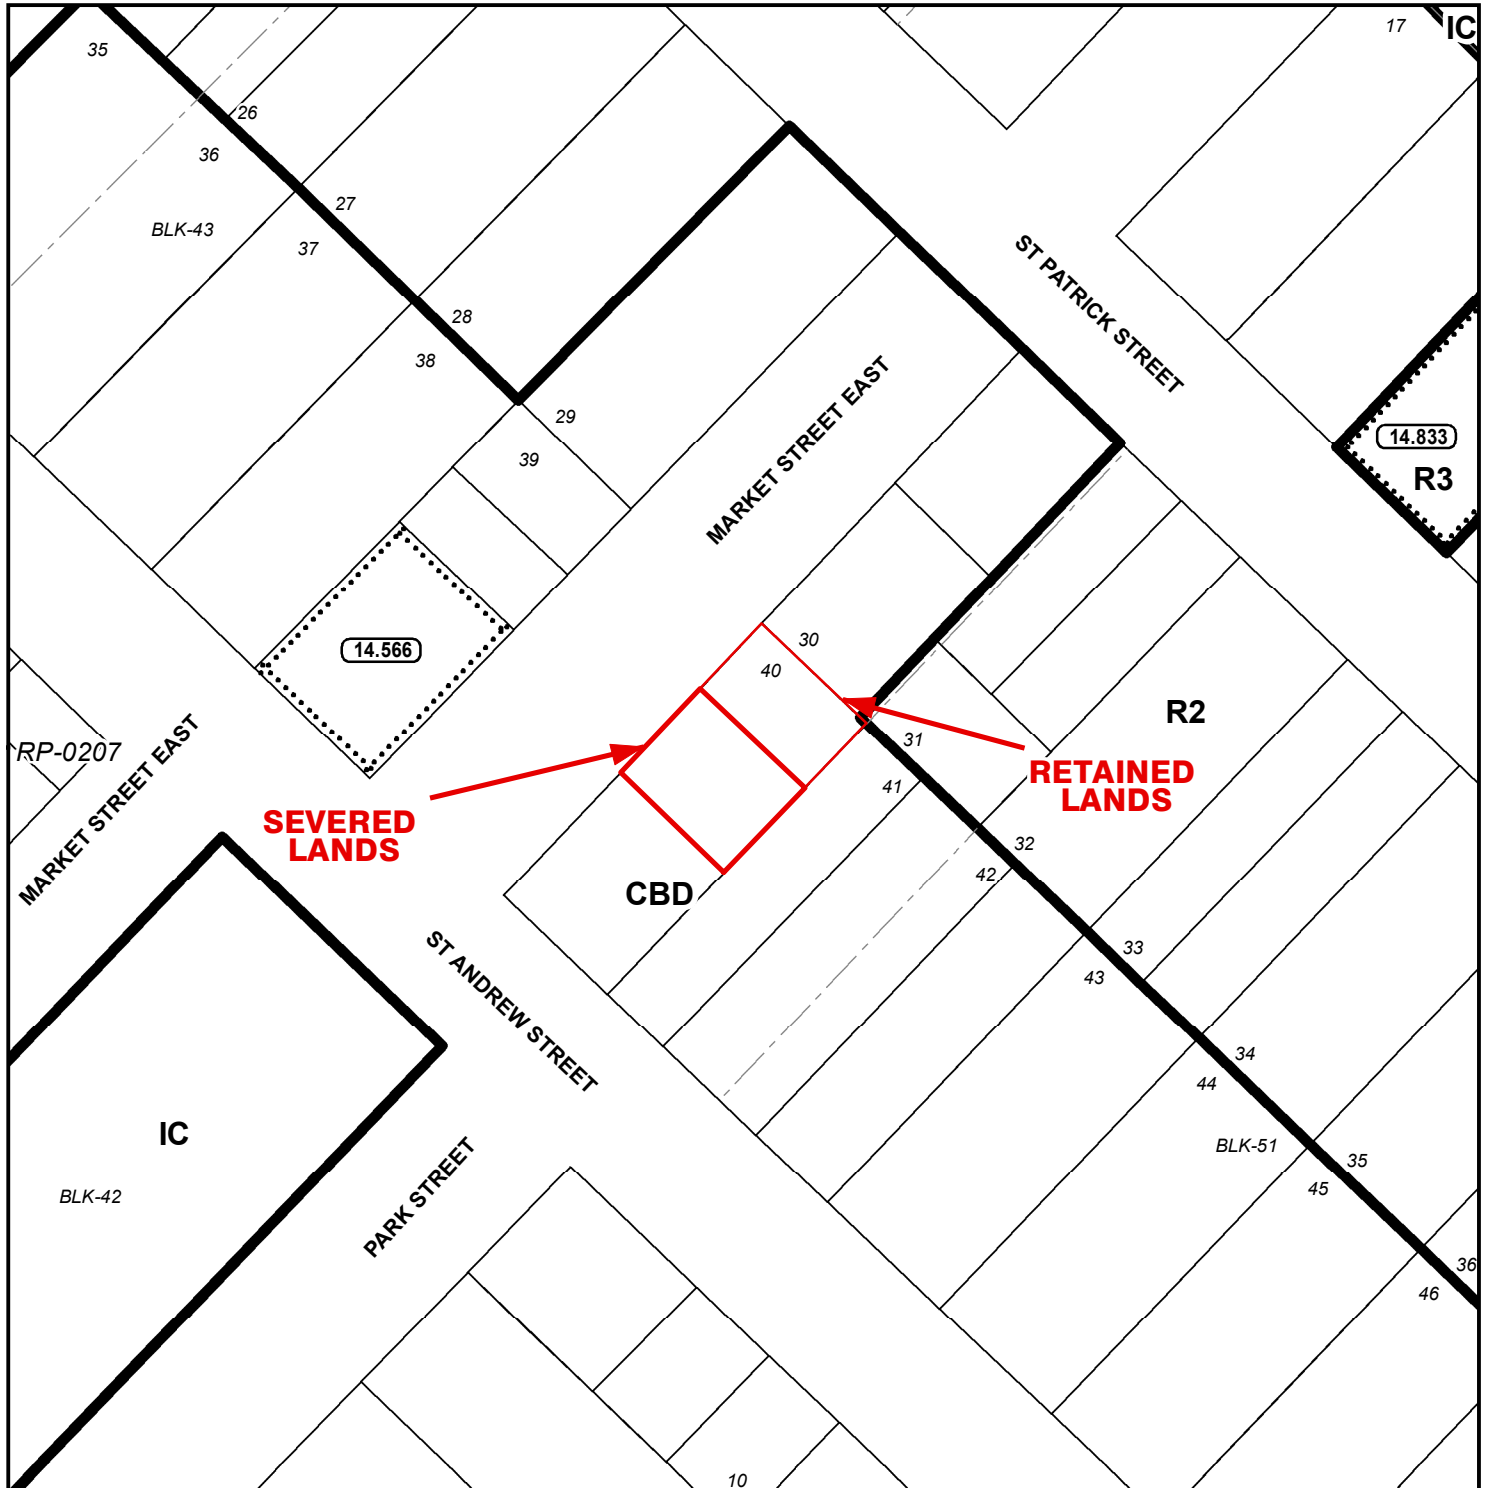 17
IC
35
26
36
27
BLK-43
37
28
38
29
39
ST PATRICK STREET
MARKET STREET EAST
14.833
R3
14.566
30
40
R2
31
41
RP-0207
MARKET STREET EAST
SEVERED
LANDS
RETAINED
LANDS
32
42
CBD
33
43
ST ANDREW STREET
34
44
IC
BLK-51
35
45
BLK-42
PARK STREET
36
46
10